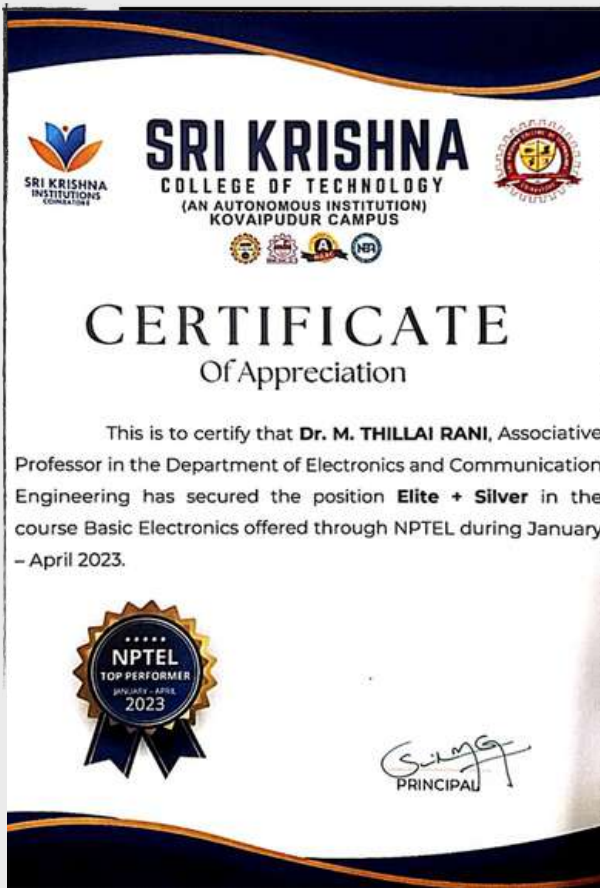 SRI KRISHNA
INSTITUTIONS
COIMBATORE
SRI KRISHNA
COLLEGE OF TECHNOLOGY
(AN AUTONOMOUS INSTITUTION)
KOVAIPUDUR CAMPUS
NBA
CERTIFICATE
Of Appreciation
This is to certify that Dr. M. THILLAI RANI, Associative
Professor in the Department of Electronics and Communication
Engineering has secured the position Elite + Silver in the
course Basic Electronics offered through NPTEL during January
– April 2023.
NPTEL
TOP PERFORMER
JANUARY - APRIL
2023
PRINCIPAL